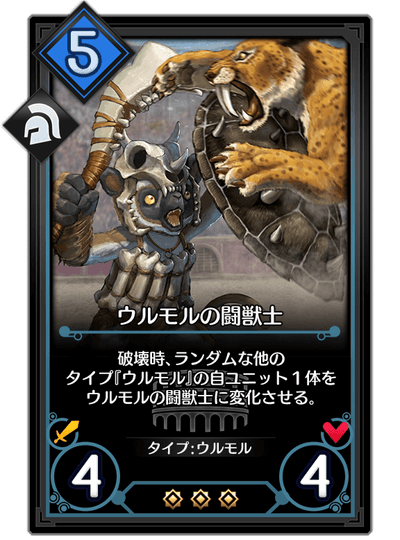 5
ウルモルの闘獣士
破壊時、ランダムな他の
タイプ『ウルモル』の自ユニット1体を
ウルモルの闘獣士に変化させる。
タイプ:ウルモル
4
4